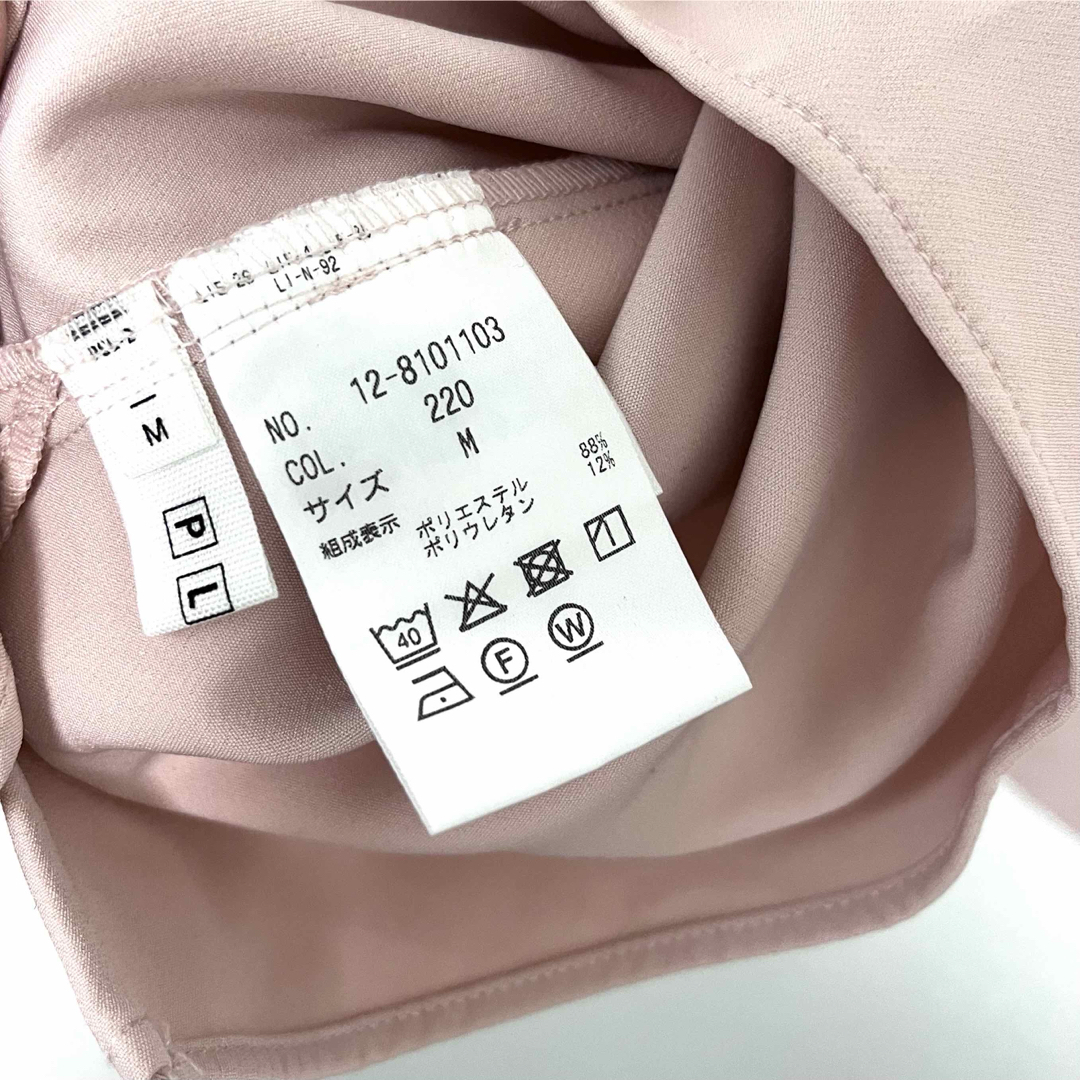 L1-N-92
NO. 12-8101103
COL. 220
サイズ M
組成表示 ポリエステル 88%
ポリウレタン 12%
40
F W
M
P
L